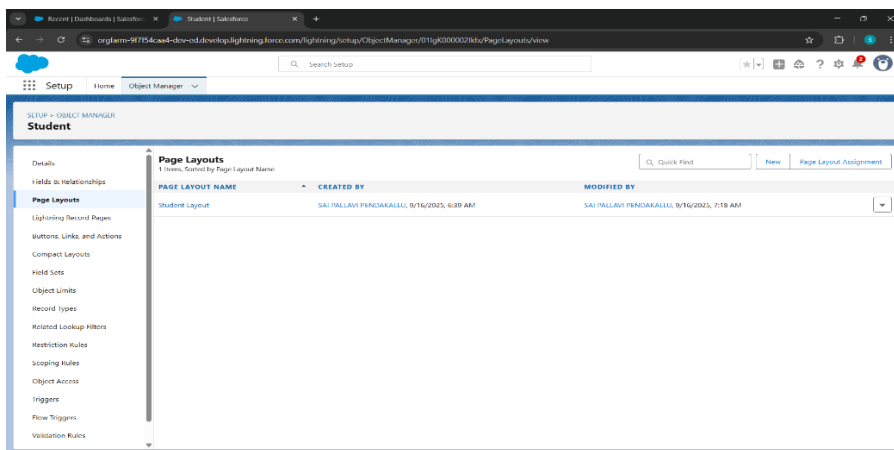 Recent | Dashboards | Salesforc
Student | Salesforce
orgfarm-9f7f54caa4-dev-ed.develop.lightning.force.com/lightning/setup/ObjectManager/01IgK000002lldx/PageLayouts/view
Search Setup
2
Setup Home Object Manager
SETUP > OBJECT MANAGER
Student
Details
Fields & Relationships
Page Layouts
Lightning Record Pages
Buttons, Links, and Actions
Compact Layouts
Field Sets
Object Limits
Record Types
Related Lookup Filters
Restriction Rules
Scoping Rules
Object Access
Triggers
Flow Triggers
Validation Rules
Page Layouts
1 Items, Sorted by Page Layout Name
Quick Find
New
Page Layout Assignment
PAGE LAYOUT NAME CREATED BY MODIFIED BY
Student Layout SAI PALLAVI PENDAKALLU, 9/16/2025, 6:39 AM SAI PALLAVI PENDAKALLU, 9/16/2025, 7:18 AM